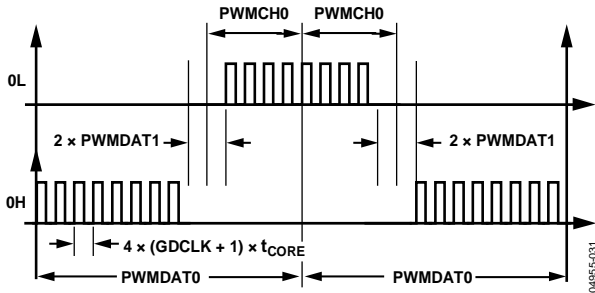 PWMCH0 PWMCH0
0L
2 × PWMDAT1 2 × PWMDAT1
0H
4 × (GDCLK + 1) × tCORE
PWMDAT0 PWMDAT0
04955-031